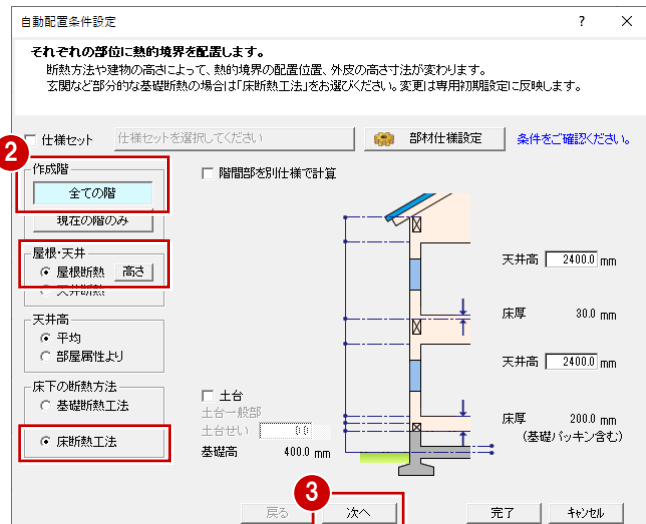 自動配置条件設定
それぞれの部位に熱的境界を配置します。
断熱方法や建物の高さによって、熱的境界の配置位置、外皮の高さ寸法が変わります。
玄関など部分的な基礎断熱の場合は「床断熱工法」をお選びください。変更は専用初期設定に反映します。
仕様セット 仕様セットを選択してください 部材仕様設定 条件をご確認ください。
2
作成階
全ての階
現在の階のみ
階間部を別仕様で計算
屋根・天井
屋根断熱 高さ
天井断熱
天井高
平均
部屋属性より
床下の断熱方法
基礎断熱工法
床断熱工法
土台
土台一般部
土台せい 0.0
基礎高 400.0 mm
天井高 2400.0 mm
床厚 30.0 mm
天井高 2400.0 mm
床厚 200.0 mm
(基礎パッキン含む)
3
戻る 次へ 完了 キャンセル